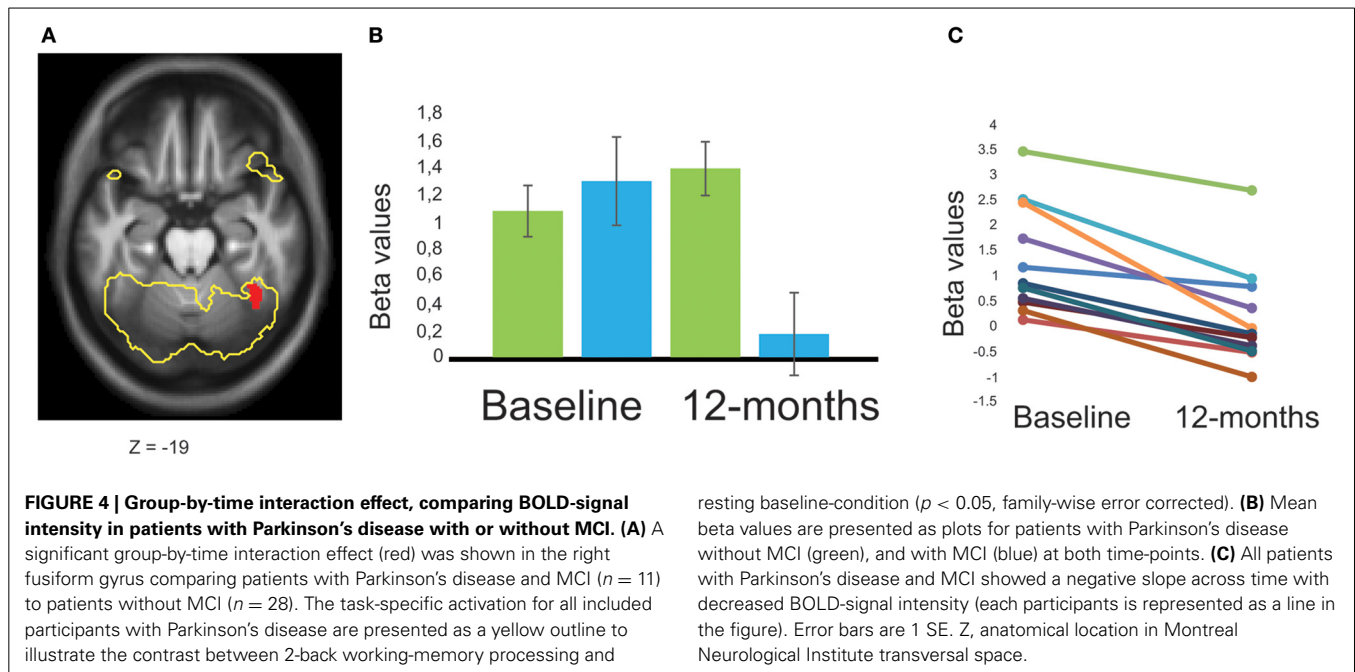 A
B
C
1,8
1,6
1,4
1,2
1
0,8
0,6
0,4
0,2
0
Beta values
Baseline 12-months
4
3.5
3
2.5
2
1.5
1
0.5
0
-0.5
-1
-1.5
Beta values
Baseline 12-months
Z = -19
FIGURE 4 | Group-by-time interaction effect, comparing BOLD-signal
intensity in patients with Parkinson's disease with or without MCI. (A) A
significant group-by-time interaction effect (red) was shown in the right
fusiform gyrus comparing patients with Parkinson's disease and MCI (n = 11)
to patients without MCI (n = 28). The task-specific activation for all included
participants with Parkinson's disease are presented as a yellow outline to
illustrate the contrast between 2-back working-memory processing and
resting baseline-condition (p < 0.05, family-wise error corrected). (B) Mean
beta values are presented as plots for patients with Parkinson's disease
without MCI (green), and with MCI (blue) at both time-points. (C) All patients
with Parkinson's disease and MCI showed a negative slope across time with
decreased BOLD-signal intensity (each participants is represented as a line in
the figure). Error bars are 1 SE. Z, anatomical location in Montreal
Neurological Institute transversal space.